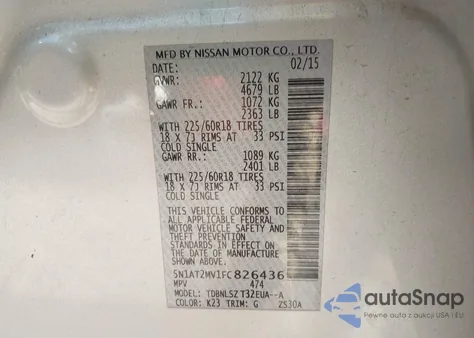 MFD BY NISSAN MOTOR CO., LTD.
DATE: 02/15
GVWR: 2122 KG
4679 LB
GAWR FR.: 1072 KG
2363 LB
WITH 225/60R18 TIRES
18 X 7J RIMS AT 33 PSI
COLD SINGLE
GAWR RR.: 1089 KG
2401 LB
WITH 225/60R18 TIRES
18 X 7J RIMS AT 33 PSI
COLD SINGLE
THIS VEHICLE CONFORMS TO
ALL APPLICABLE FEDERAL
MOTOR VEHICLE SAFETY
STANDARDS IN EFFECT ON
THE DATE OF MANUFACTURE
SHOWN ABOVE.
5N1AT2MV1FC826436
MPV 474
MODEL: TDBNLSZ T32EUA--A
COLOR: K23 TRIM: G ZS30A
autoSnap
Pewne auta z aukcji w USA i EU